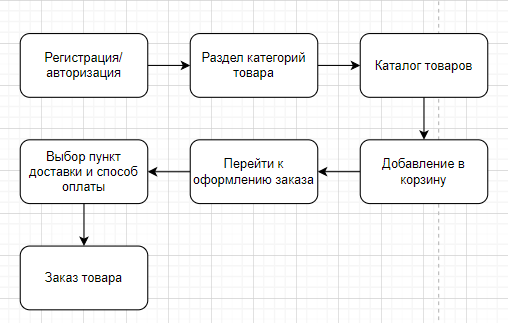 Регистрация/
авторизация
Раздел категорий
товара
Каталог товаров
Добавление в
корзину
Перейти к
оформлению заказа
Выбор пункт
доставки и способ
оплаты
Заказ товара